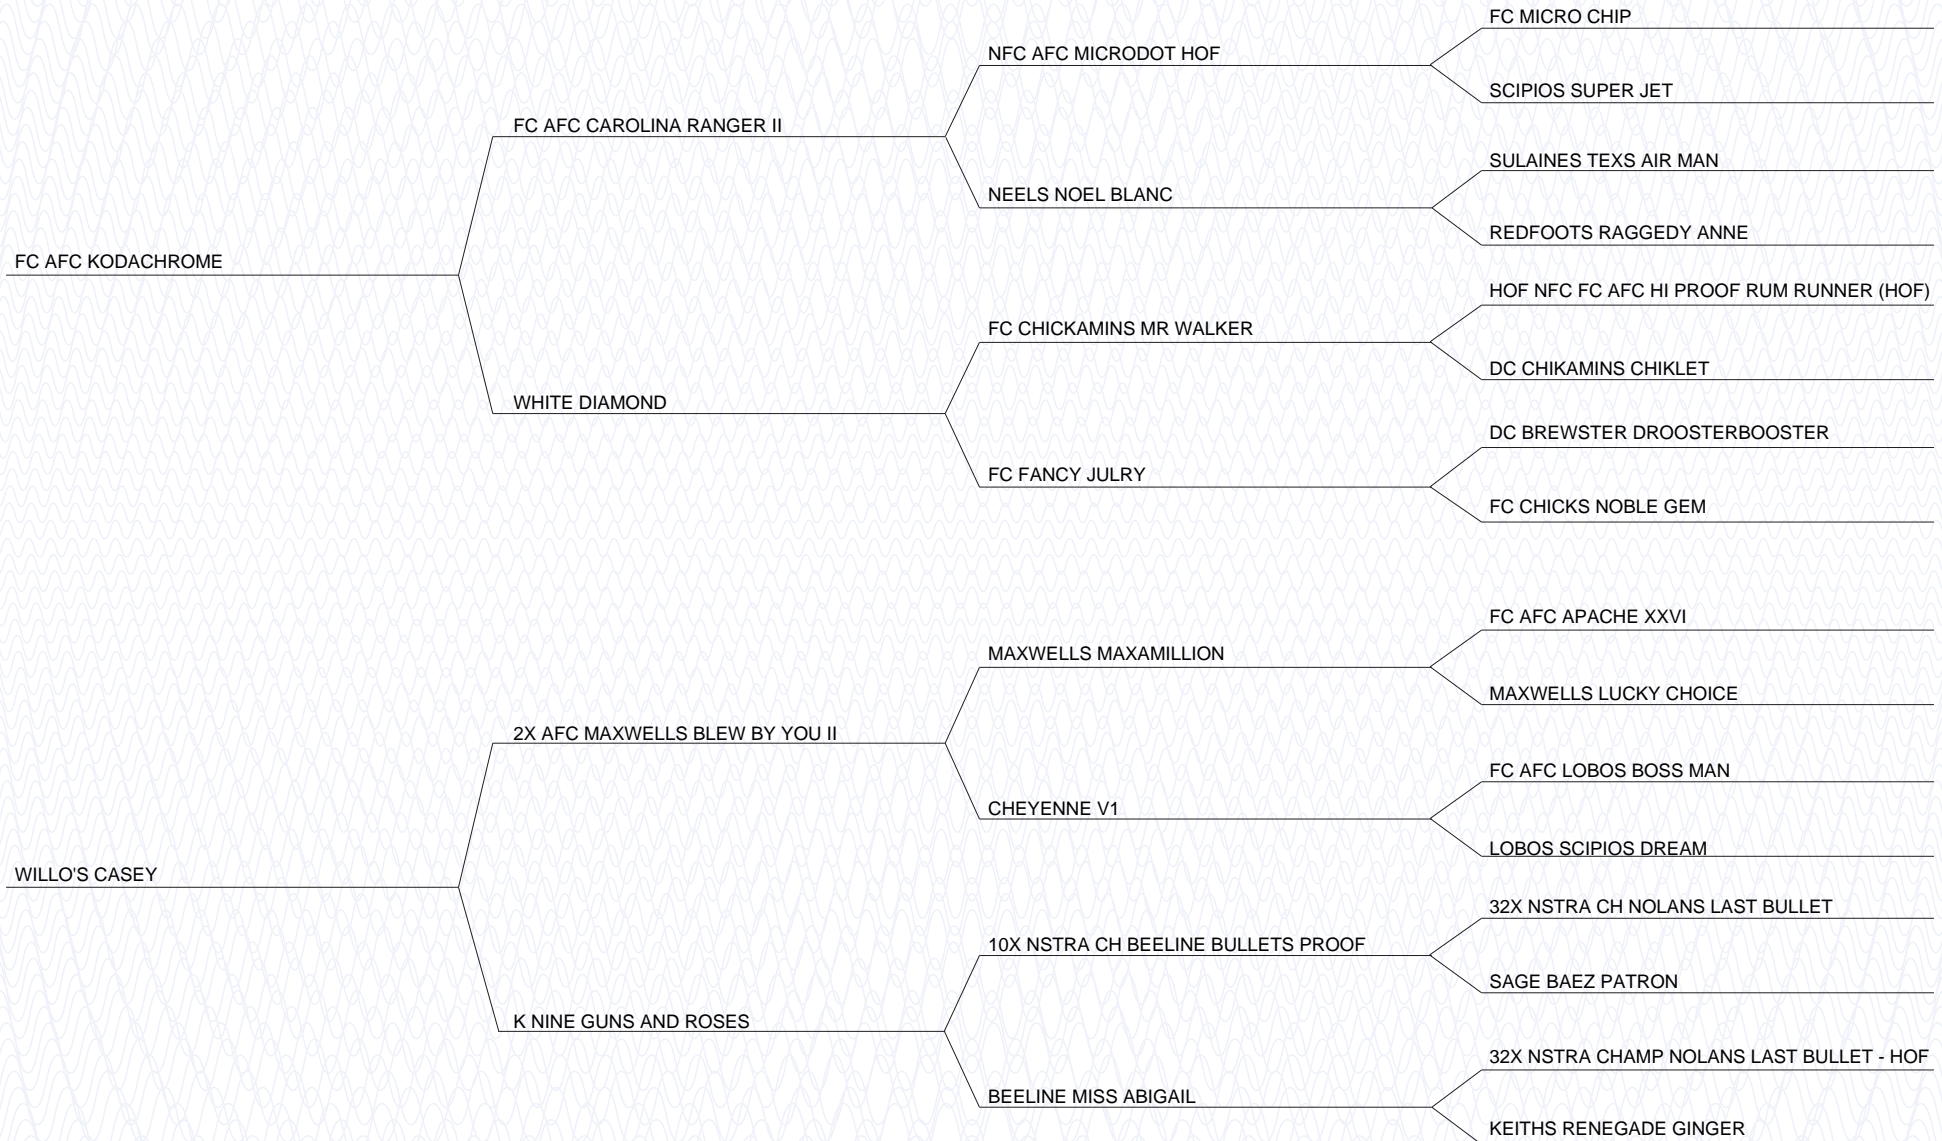 FC MICRO CHIP
NFC AFC MICRODOT HOF
SCIPIOS SUPER JET
FC AFC CAROLINA RANGER II
SULAINES TEXS AIR MAN
NEELS NOEL BLANC
REDFOOTS RAGGEDY ANNE
FC AFC KODACHROME
HOF NFC FC AFC HI PROOF RUM RUNNER (HOF)
FC CHICKAMINS MR WALKER
DC CHIKAMINS CHIKLET
WHITE DIAMOND
DC BREWSTER DROOSTERBOOSTER
FC FANCY JULRY
FC CHICKS NOBLE GEM
FC AFC APACHE XXVI
MAXWELLS MAXAMILLION
MAXWELLS LUCKY CHOICE
2X AFC MAXWELLS BLEW BY YOU II
FC AFC LOBOS BOSS MAN
CHEYENNE V1
LOBOS SCIPIOS DREAM
WILLO'S CASEY
32X NSTRA CH NOLANS LAST BULLET
10X NSTRA CH BEELINE BULLETS PROOF
SAGE BAEZ PATRON
K NINE GUNS AND ROSES
32X NSTRA CHAMP NOLANS LAST BULLET - HOF
BEELINE MISS ABIGAIL
KEITHS RENEGADE GINGER